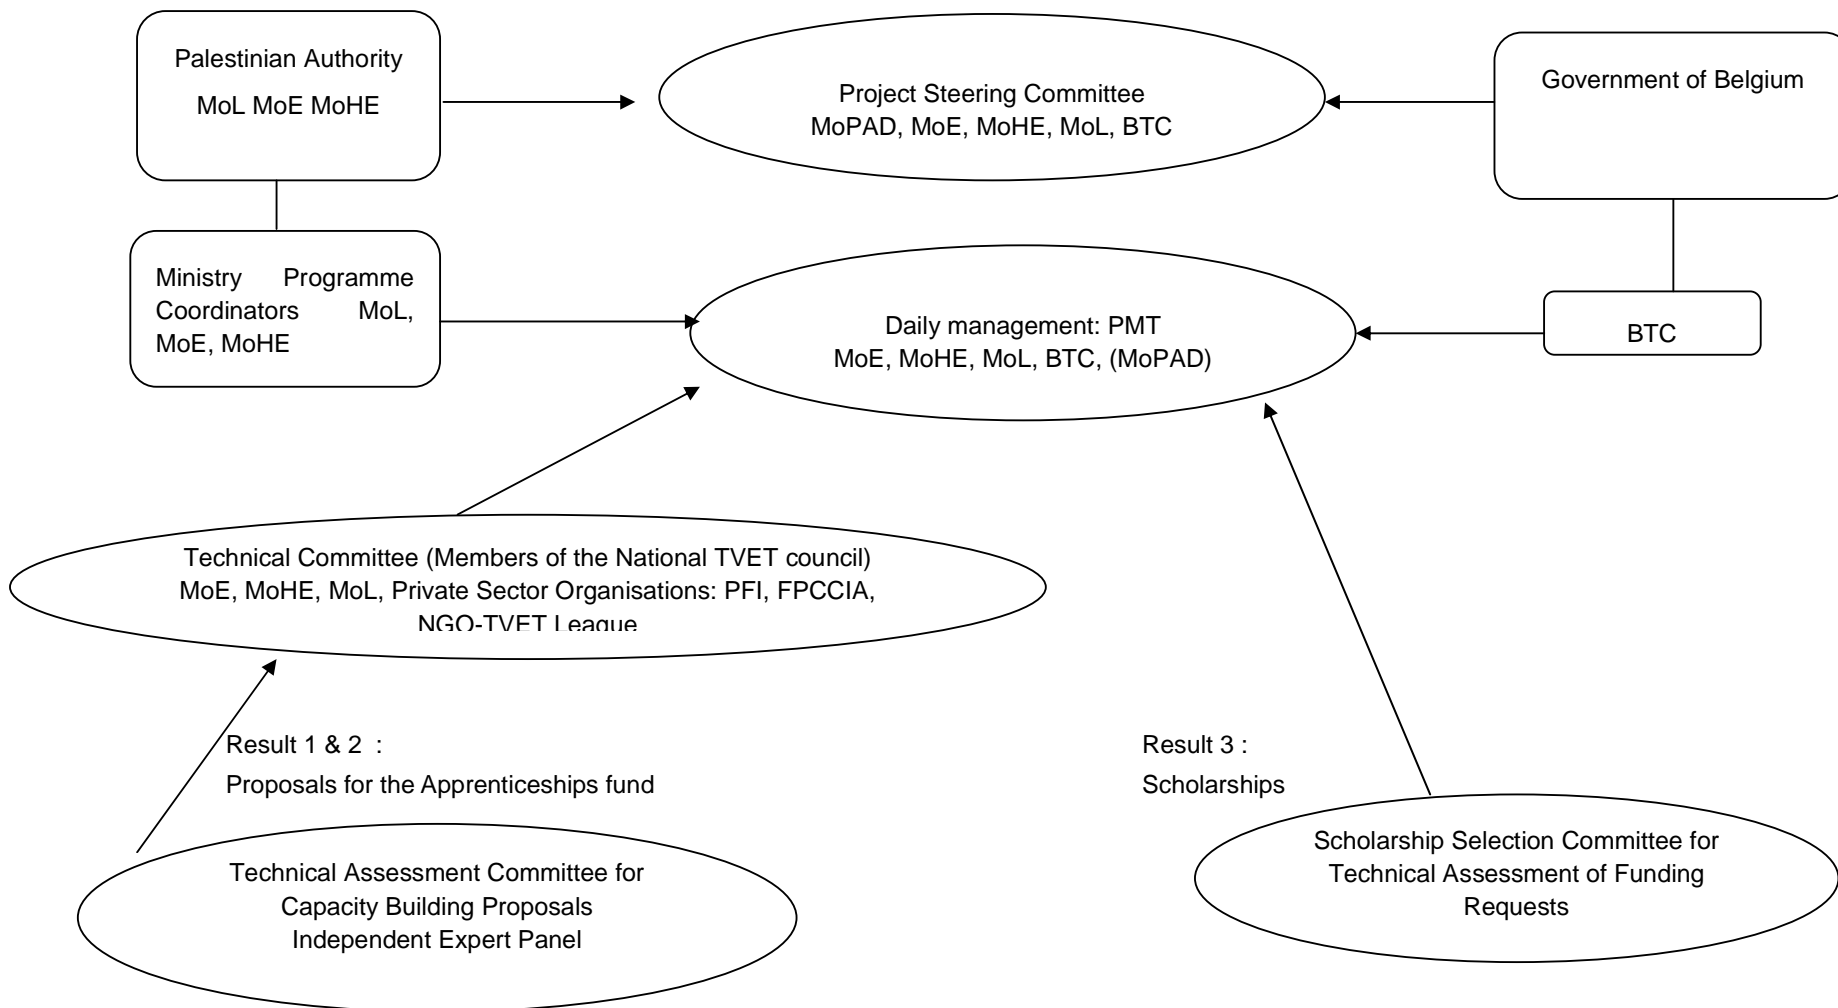 Palestinian Authority
MoL MoE MoHE
Project Steering Committee
MoPAD, MoE, MoHE, MoL, BTC
Government of Belgium
Ministry Programme
Coordinators MoL,
MoE, MoHE
Daily management: PMT
MoE, MoHE, MoL, BTC, (MoPAD)
BTC
Technical Committee (Members of the National TVET council)
MoE, MoHE, MoL, Private Sector Organisations: PFI, FPCCIA,
NGO-TVET League
Result 1 & 2 :
Proposals for the Apprenticeships fund
Result 3 :
Scholarships
Technical Assessment Committee for
Capacity Building Proposals
Independent Expert Panel
Scholarship Selection Committee for
Technical Assessment of Funding
Requests